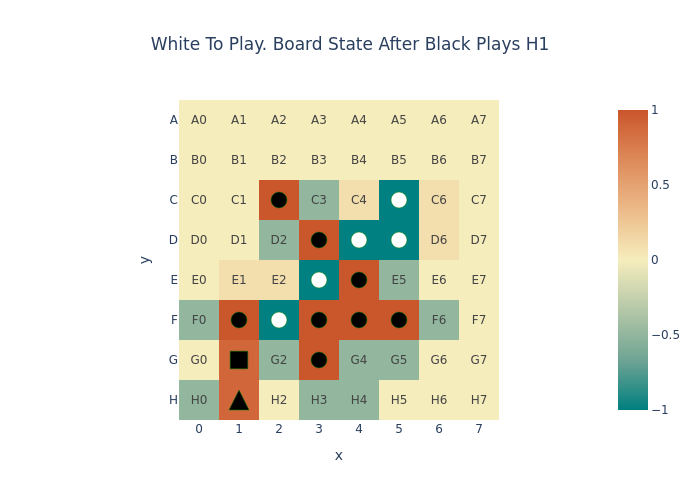 White To Play. Board State After Black Plays H1
A A0 A1 A2 A3 A4 A5 A6 A7
B B0 B1 B2 B3 B4 B5 B6 B7
C C0 C1 C3 C4 C6 C7
D D0 D1 D2 D6 D7
E E0 E1 E2 E5 E6 E7
F F0 F6 F7
G G0 G2 G4 G5 G6 G7
H H0 H2 H3 H4 H5 H6 H7
0 1 2 3 4 5 6 7
x
y
1
0.5
0
−0.5
−1